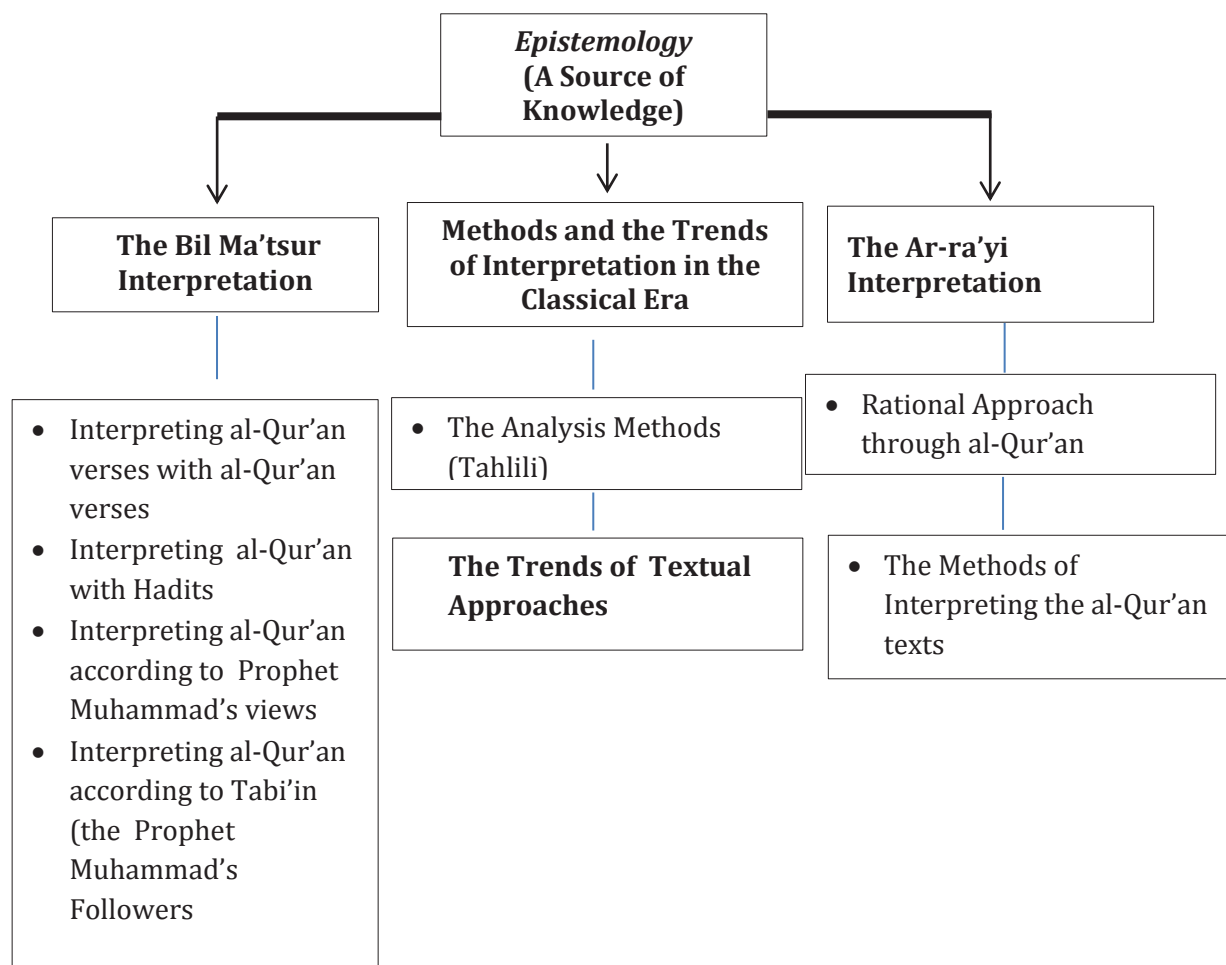 Epistemology
(A Source of
Knowledge)
The Bil Ma’tsur
Interpretation
Methods and the Trends
of Interpretation in the
Classical Era
The Ar-ra’yi
Interpretation
• Interpreting al-Qur’an
verses with al-Qur’an
verses
• Interpreting al-Qur’an
with Hadits
• Interpreting al-Qur’an
according to Prophet
Muhammad’s views
• Interpreting al-Qur’an
according to Tabi’in
(the Prophet
Muhammad’s
Followers
• The Analysis Methods
(Tahlili)
The Trends of Textual
Approaches
• Rational Approach
through al-Qur’an
• The Methods of
Interpreting the al-Qur’an
texts